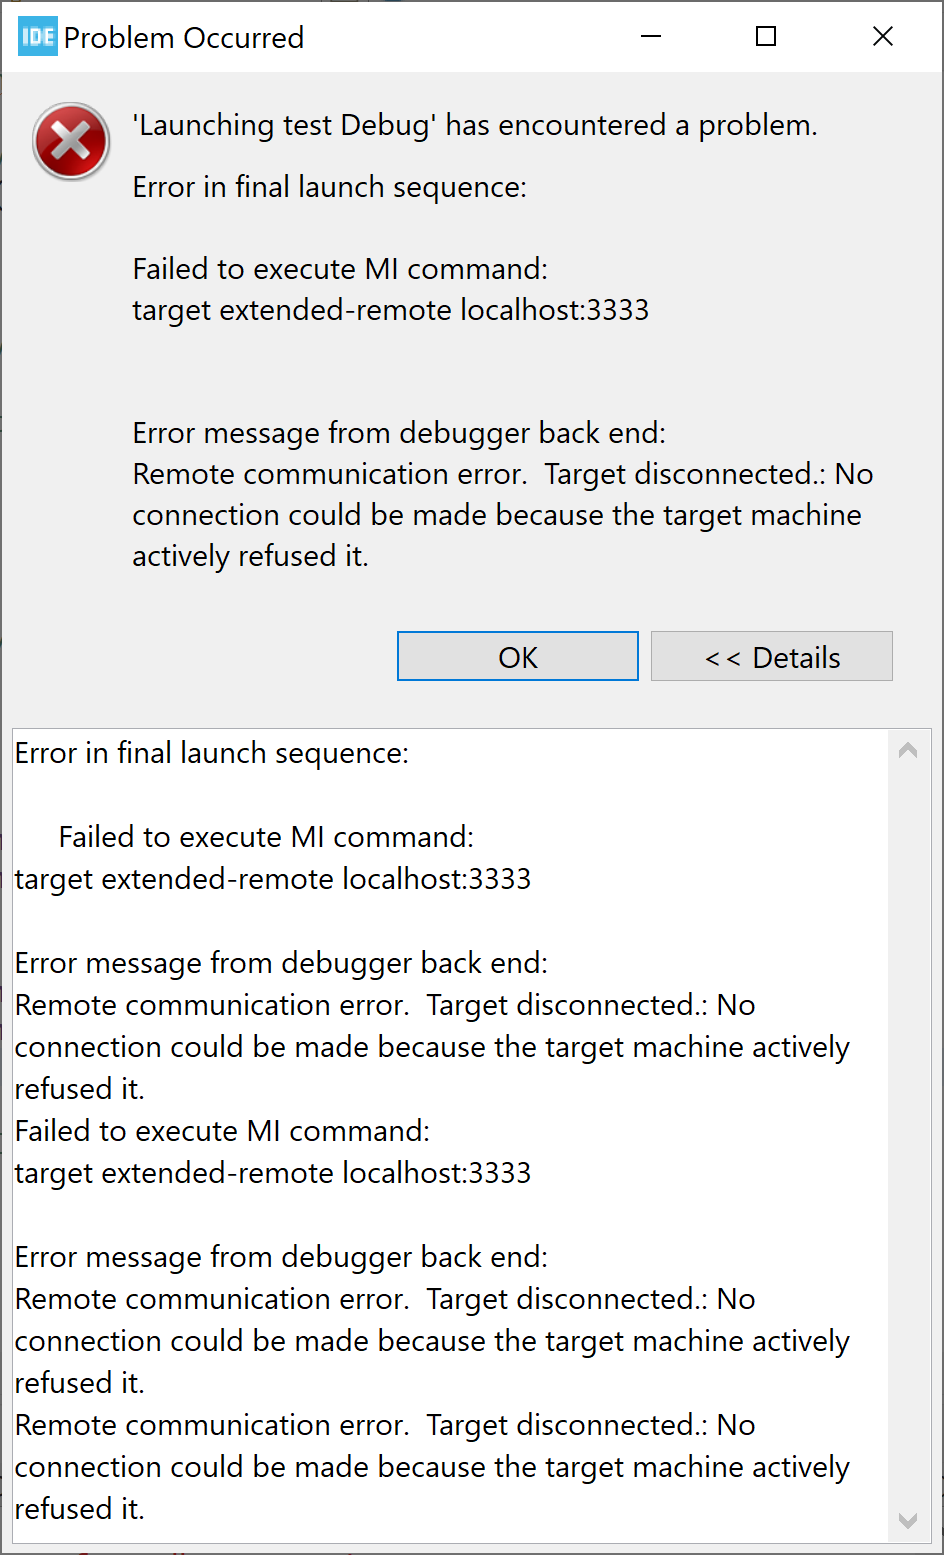 IDE Problem Occurred
'Launching test Debug' has encountered a problem.
Error in final launch sequence:
Failed to execute MI command:
target extended-remote localhost:3333
Error message from debugger back end:
Remote communication error.  Target disconnected.: No
connection could be made because the target machine
actively refused it.
OK
<< Details
Error in final launch sequence:
Failed to execute MI command:
target extended-remote localhost:3333
Error message from debugger back end:
Remote communication error.  Target disconnected.: No
connection could be made because the target machine actively
refused it.
Failed to execute MI command:
target extended-remote localhost:3333
Error message from debugger back end:
Remote communication error.  Target disconnected.: No
connection could be made because the target machine actively
refused it.
Remote communication error.  Target disconnected.: No
connection could be made because the target machine actively
refused it.